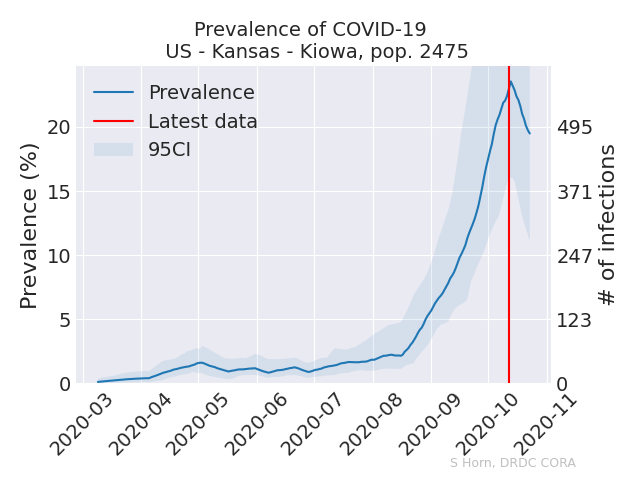 Prevalence of COVID-19
US - Kansas - Kiowa, pop. 2475
Prevalence
Latest data
95CI
Prevalence (%)
20
15
10
5
0
495
371
247
123
0
# of infections
2020-03
2020-04
2020-05
2020-06
2020-07
2020-08
2020-09
2020-10
2020-11
S Horn, DRDC CORA